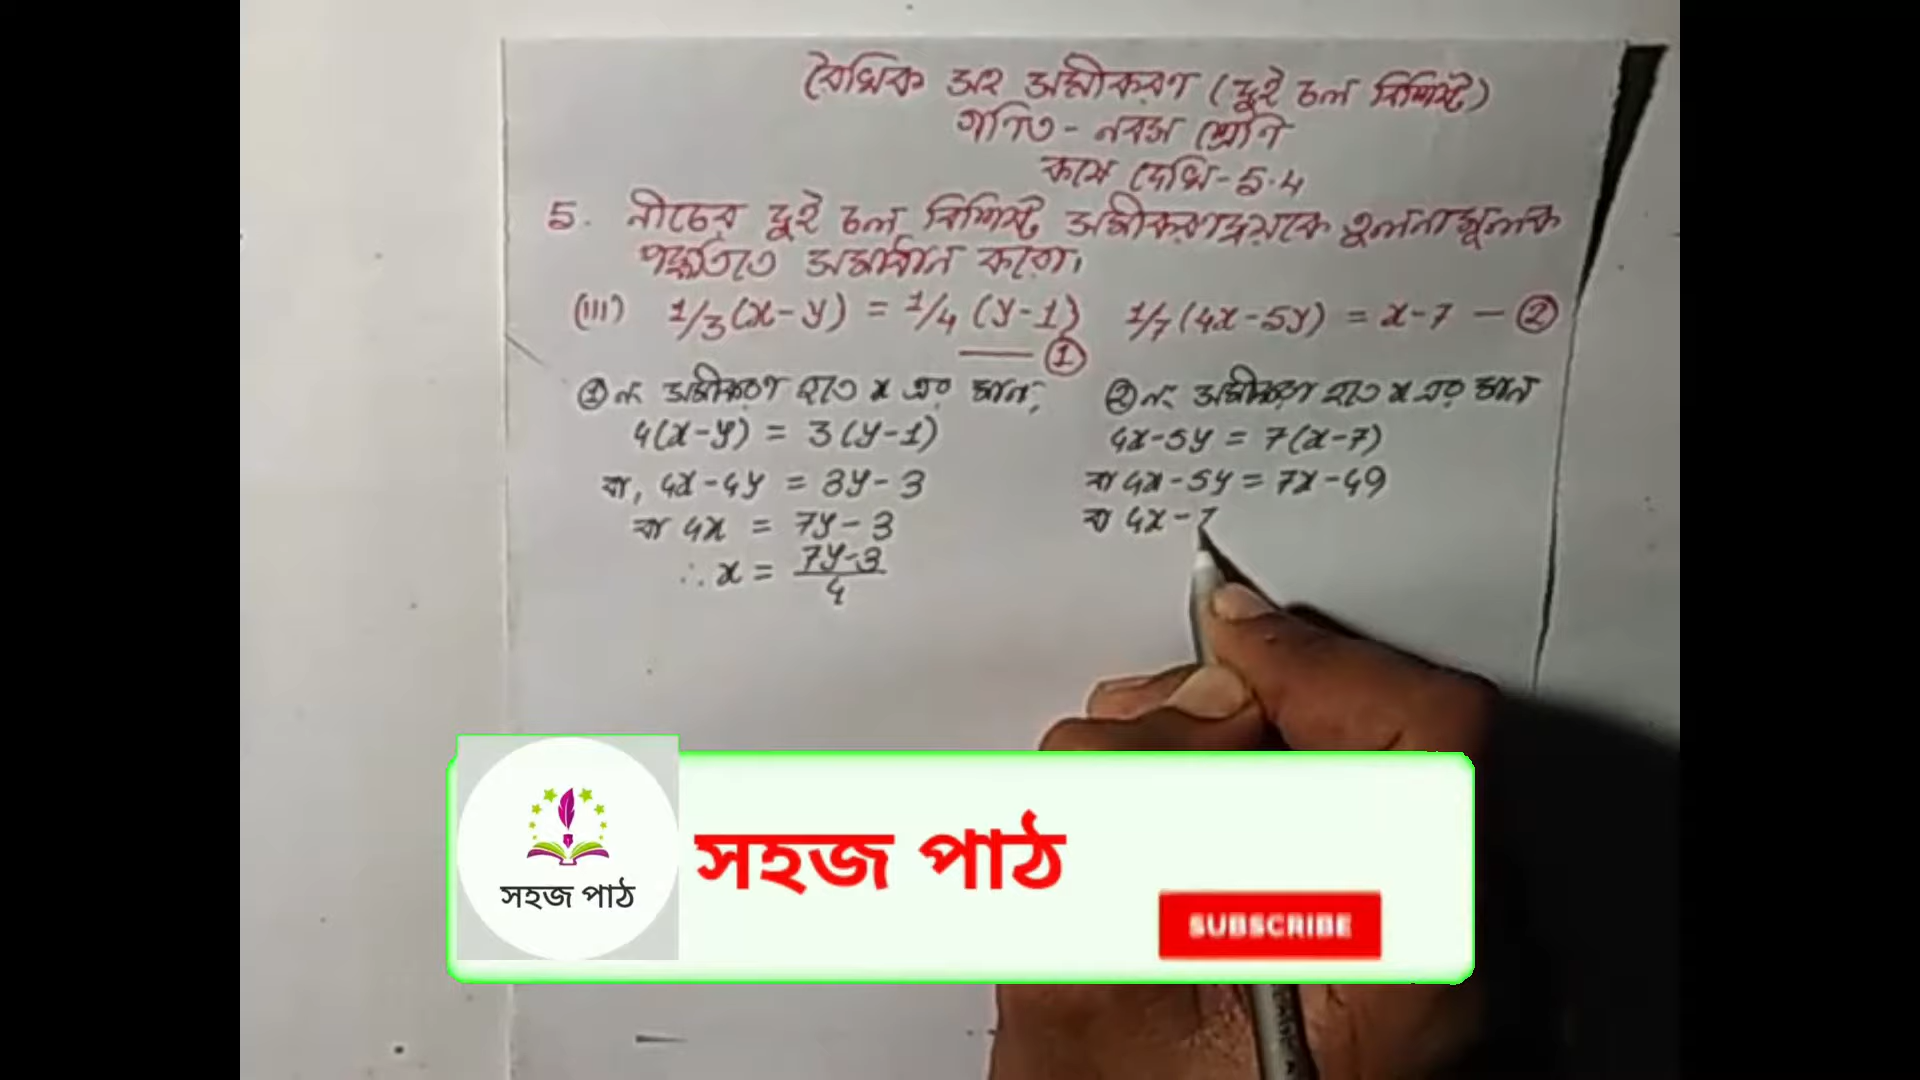 রৈখিক সহ সমীকরণ (দুই চল বিশিষ্ট)
গণিত - নবম শ্রেণি
কষে দেখি - 5.4
5. নীচের দুই চল বিশিষ্ট সমীকরণদ্বয়কে তুলনামূলক
পদ্ধতিতে সমাধান করো।
(iii) 1/3(x-y) = 1/4 (y-1) 1/7(4x-5y) = x-7 — ②
—— ①
① নং সমীকরণ হতে x এর মান,
4(x-y) = 3(y-1)
বা, 4x-4y = 3y-3
বা 4x = 7y-3
∴ x = (7y-3)/4
② নং সমীকরণ হতে x এর মান
4x-5y = 7(x-7)
বা 4x-5y = 7x-49
বা 4x-7
সহজ পাঠ
সহজ পাঠ
SUBSCRIBE